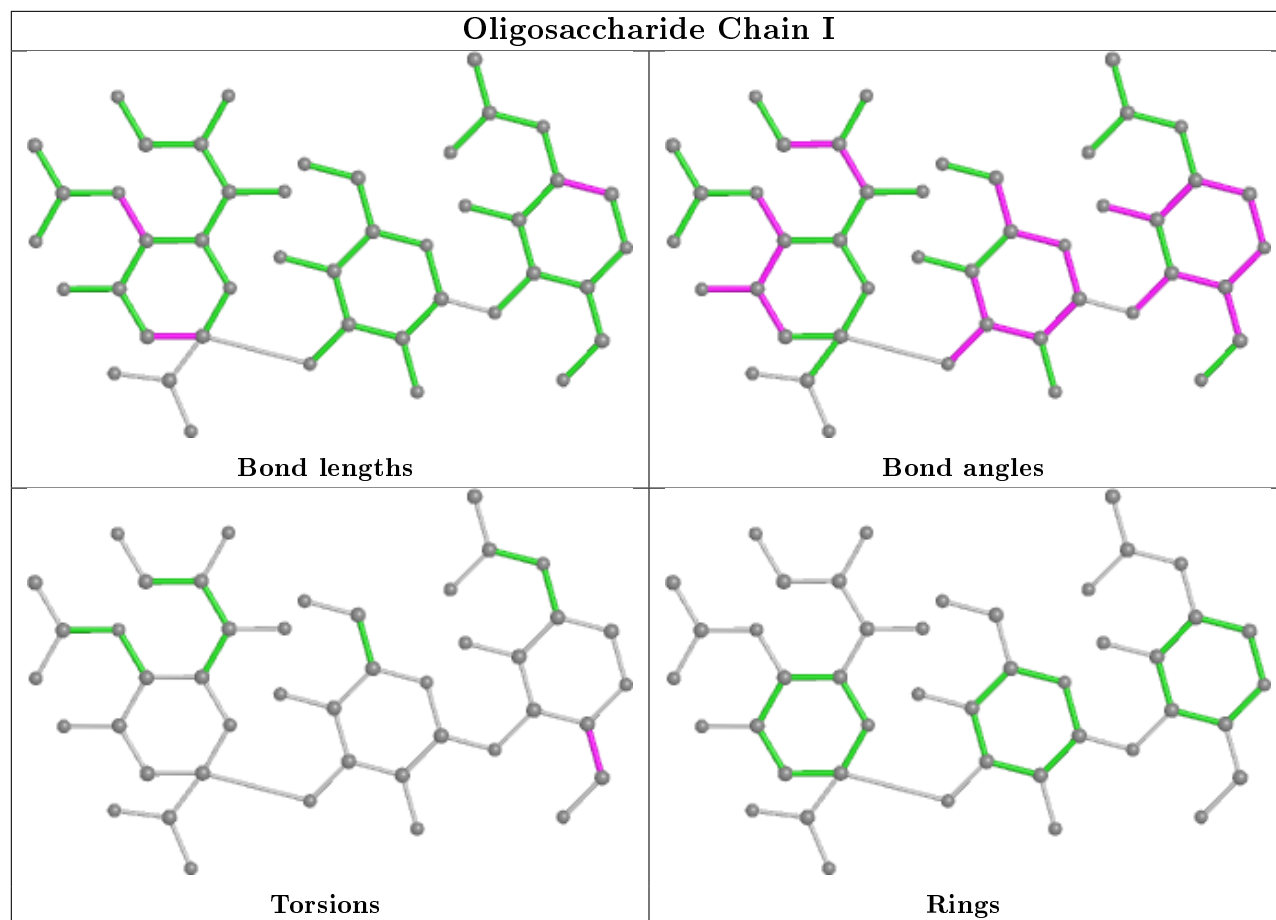 Oligosaccharide Chain I
Bond lengths
Bond angles
Torsions
Rings